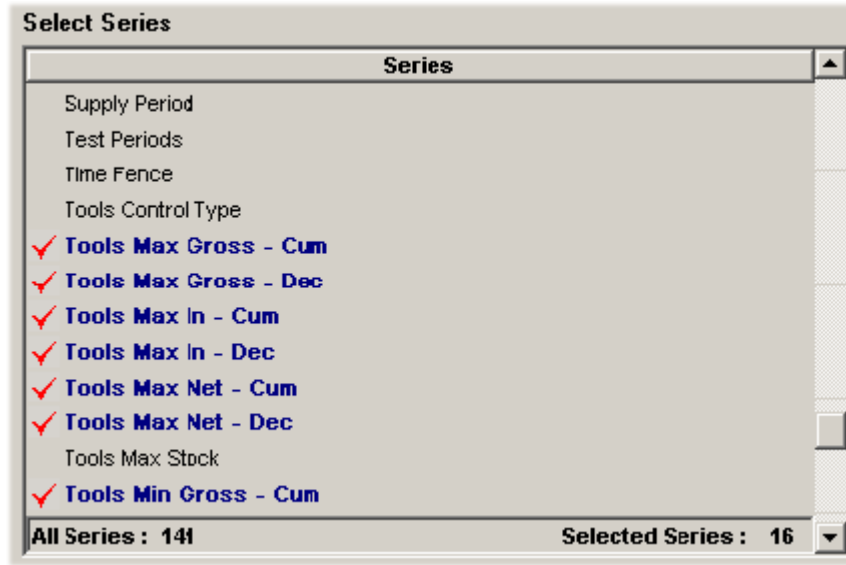 Select Series
Series
Supply Period
Test Periods
Time Fence
Tools Control Type
Tools Max Gross - Cum
Tools Max Gross - Dec
Tools Max In - Cum
Tools Max In - Dec
Tools Max Net - Cum
Tools Max Net - Dec
Tools Max Stock
Tools Min Gross - Cum
All Series : 141 Selected Series : 16